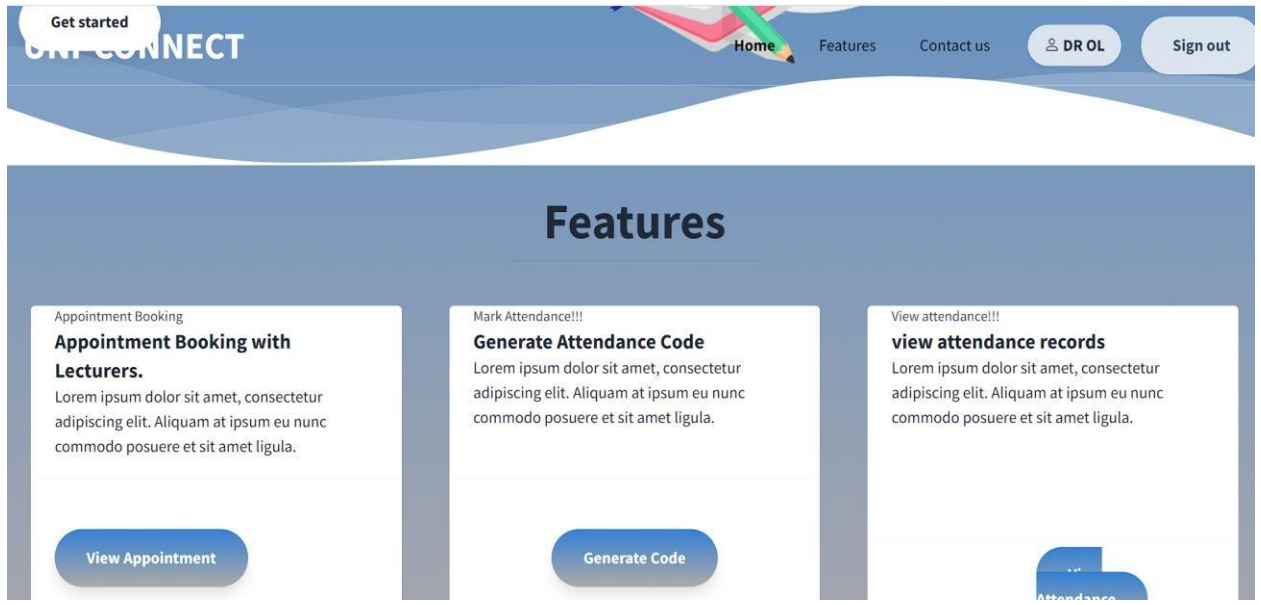 Get started
CONNECT
Home
Features
Contact us
DR OL
Sign out
Features
Appointment Booking
Appointment Booking with
Lecturers.
Lorem ipsum dolor sit amet, consectetur
adipiscing elit. Aliquam at ipsum eu nunc
commodo posuere et sit amet ligula.
View Appointment
Mark Attendance!!!
Generate Attendance Code
Lorem ipsum dolor sit amet, consectetur
adipiscing elit. Aliquam at ipsum eu nunc
commodo posuere et sit amet ligula.
Generate Code
View attendance!!!
view attendance records
Lorem ipsum dolor sit amet, consectetur
adipiscing elit. Aliquam at ipsum eu nunc
commodo posuere et sit amet ligula.
Attendance